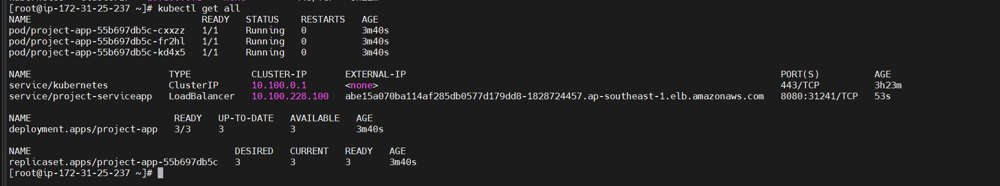 [root@ip-172-31-25-237 ~]# kubectl get all
NAME READY STATUS RESTARTS AGE
pod/project-app-55b697db5c-cxxzz 1/1 Running 0 3m40s
pod/project-app-55b697db5c-fr2hl 1/1 Running 0 3m40s
pod/project-app-55b697db5c-kd4x5 1/1 Running 0 3m40s
NAME TYPE CLUSTER-IP EXTERNAL-IP PORT(S) AGE
service/kubernetes ClusterIP 10.100.0.1 <none> 443/TCP 3h23m
service/project-serviceapp LoadBalancer 10.100.228.100 abe15a070ba114af285db0577d179dd8-1828724457.ap-southeast-1.elb.amazonaws.com 8080:31241/TCP 53s
NAME READY UP-TO-DATE AVAILABLE AGE
deployment.apps/project-app 3/3 3 3 3m40s
NAME DESIRED CURRENT READY AGE
replicaset.apps/project-app-55b697db5c 3 3 3 3m40s
[root@ip-172-31-25-237 ~]#